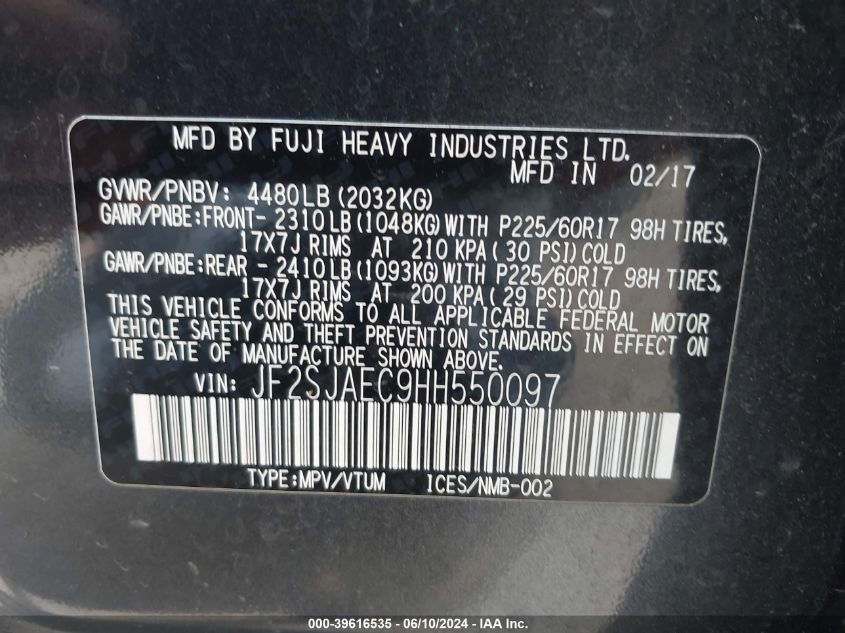 MFD BY FUJI HEAVY INDUSTRIES LTD.
MFD IN 02/17
GVWR/PNBV: 4480LB (2032KG)
GAWR/PNBE:FRONT- 2310LB (1048KG) WITH P225/60R17 98H TIRES,
17X7J RIMS AT 210 KPA (30 PSI) COLD
GAWR/PNBE:REAR - 2410LB (1093KG) WITH P225/60R17 98H TIRES,
17X7J RIMS AT 200 KPA (29 PSI) COLD
THIS VEHICLE CONFORMS TO ALL APPLICABLE FEDERAL MOTOR
VEHICLE SAFETY AND THEFT PREVENTION STANDARDS IN EFFECT ON
THE DATE OF MANUFACTURE SHOWN ABOVE.
VIN: JF2SJAEC9HH550097
TYPE:MPV/VTUM ICES/NMB-002
000-39616535 - 06/10/2024 - IAA Inc.